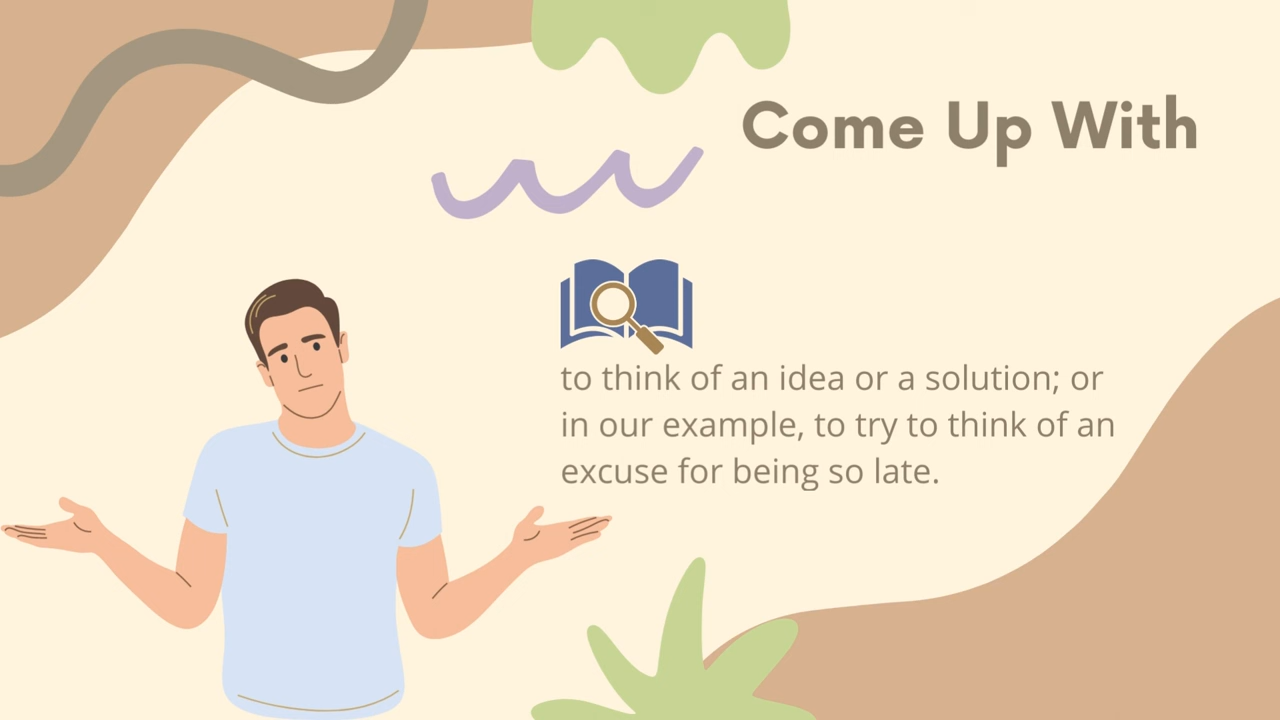 Come Up With
to think of an idea or a solution; or
in our example, to try to think of an
excuse for being so late.